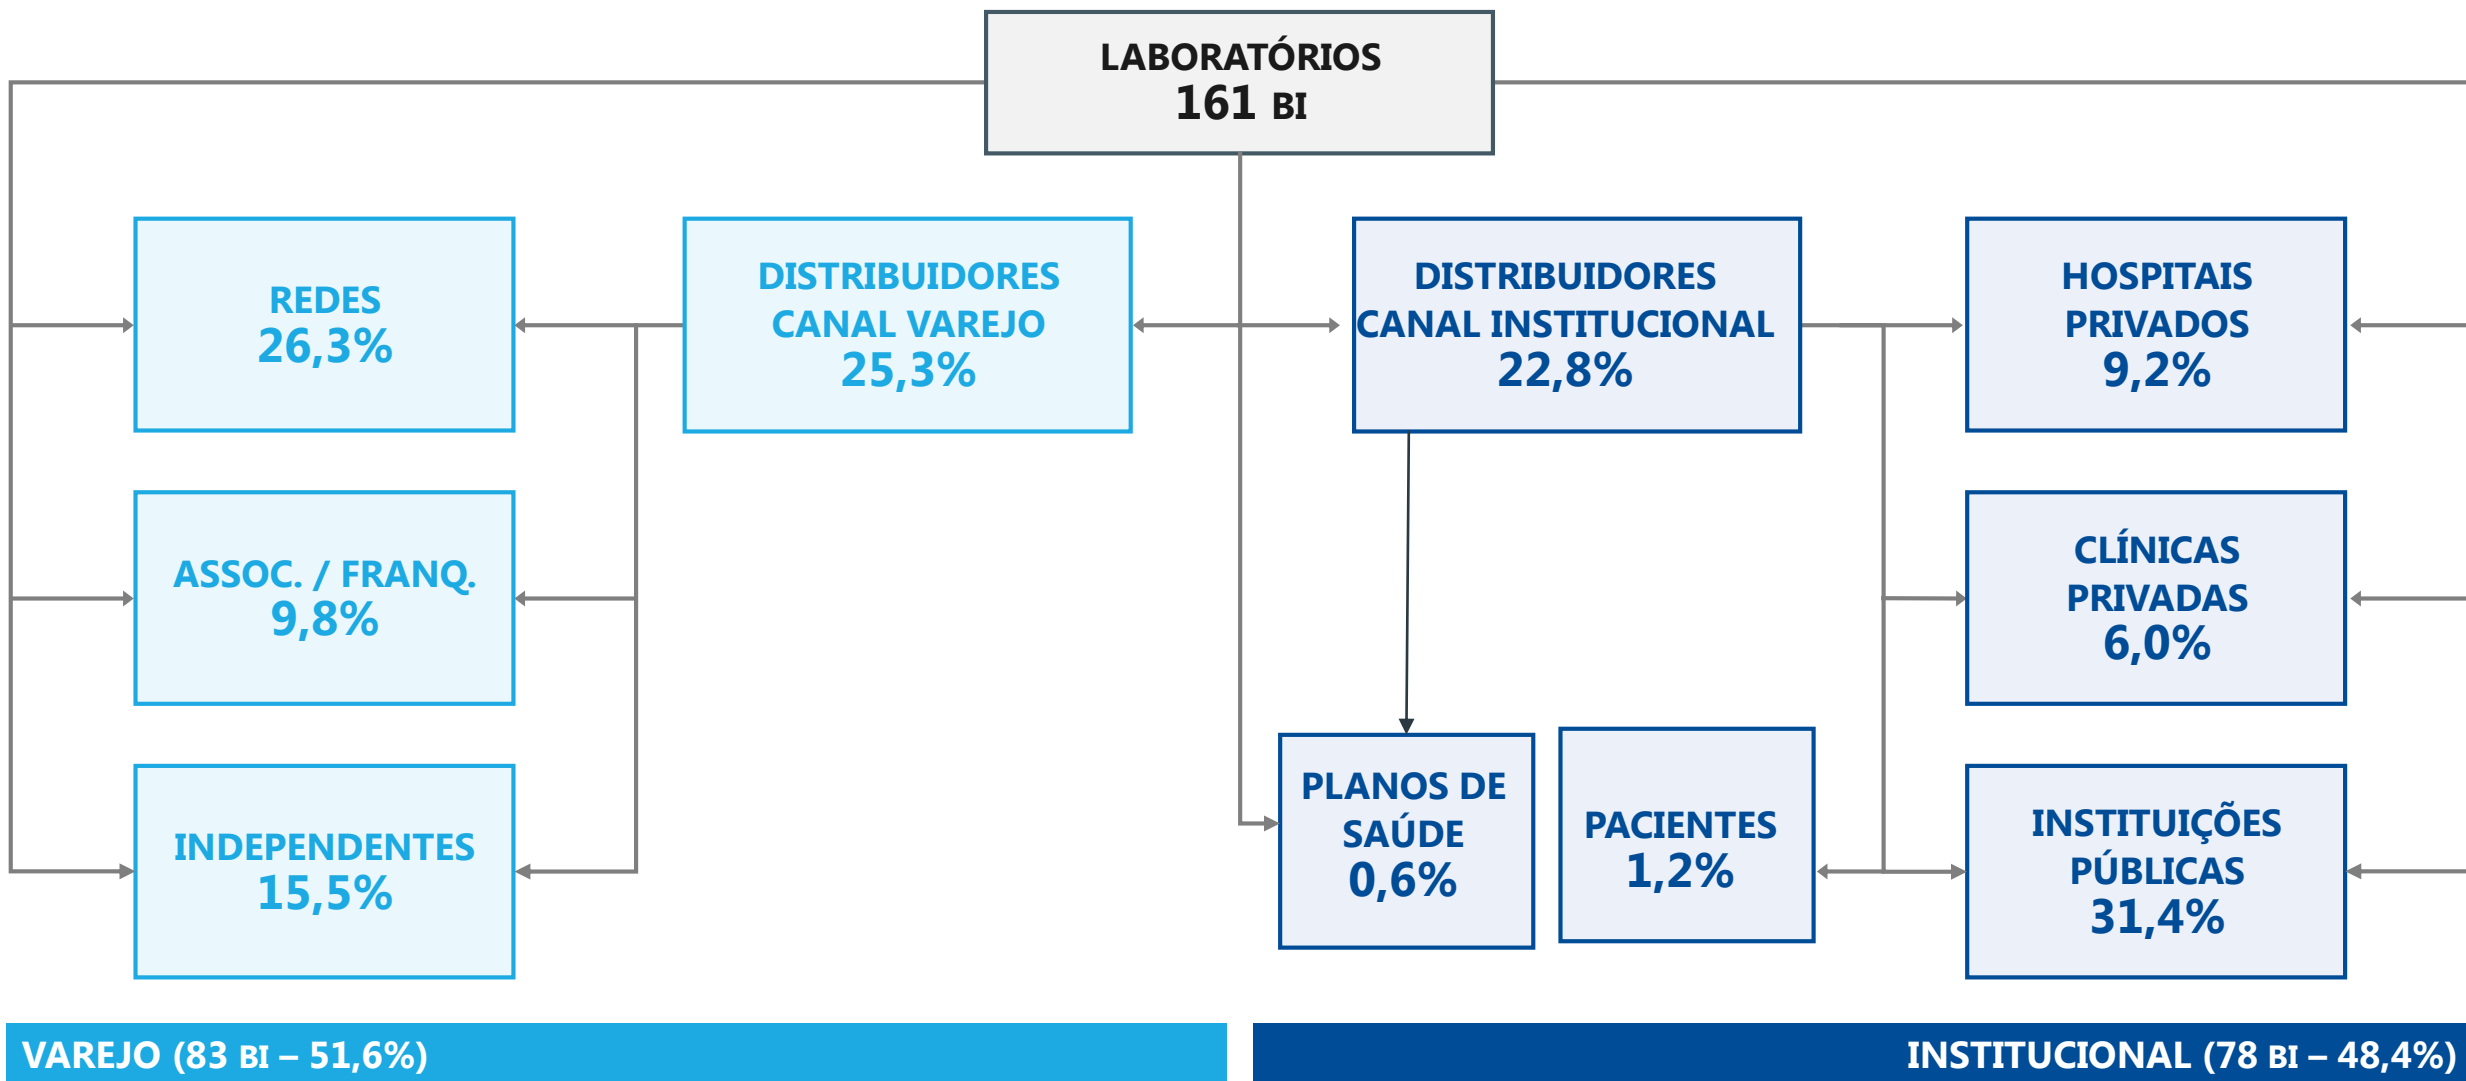 LABORATÓRIOS
161 BI
REDES
26,3%
DISTRIBUIDORES
CANAL VAREJO
25,3%
DISTRIBUIDORES
CANAL INSTITUCIONAL
22,8%
HOSPITAIS
PRIVADOS
9,2%
ASSOC. / FRANQ.
9,8%
CLÍNICAS
PRIVADAS
6,0%
INDEPENDENTES
15,5%
PLANOS DE
SAÚDE
0,6%
PACIENTES
1,2%
INSTITUIÇÕES
PÚBLICAS
31,4%
VAREJO (83 BI – 51,6%)
INSTITUCIONAL (78 BI – 48,4%)